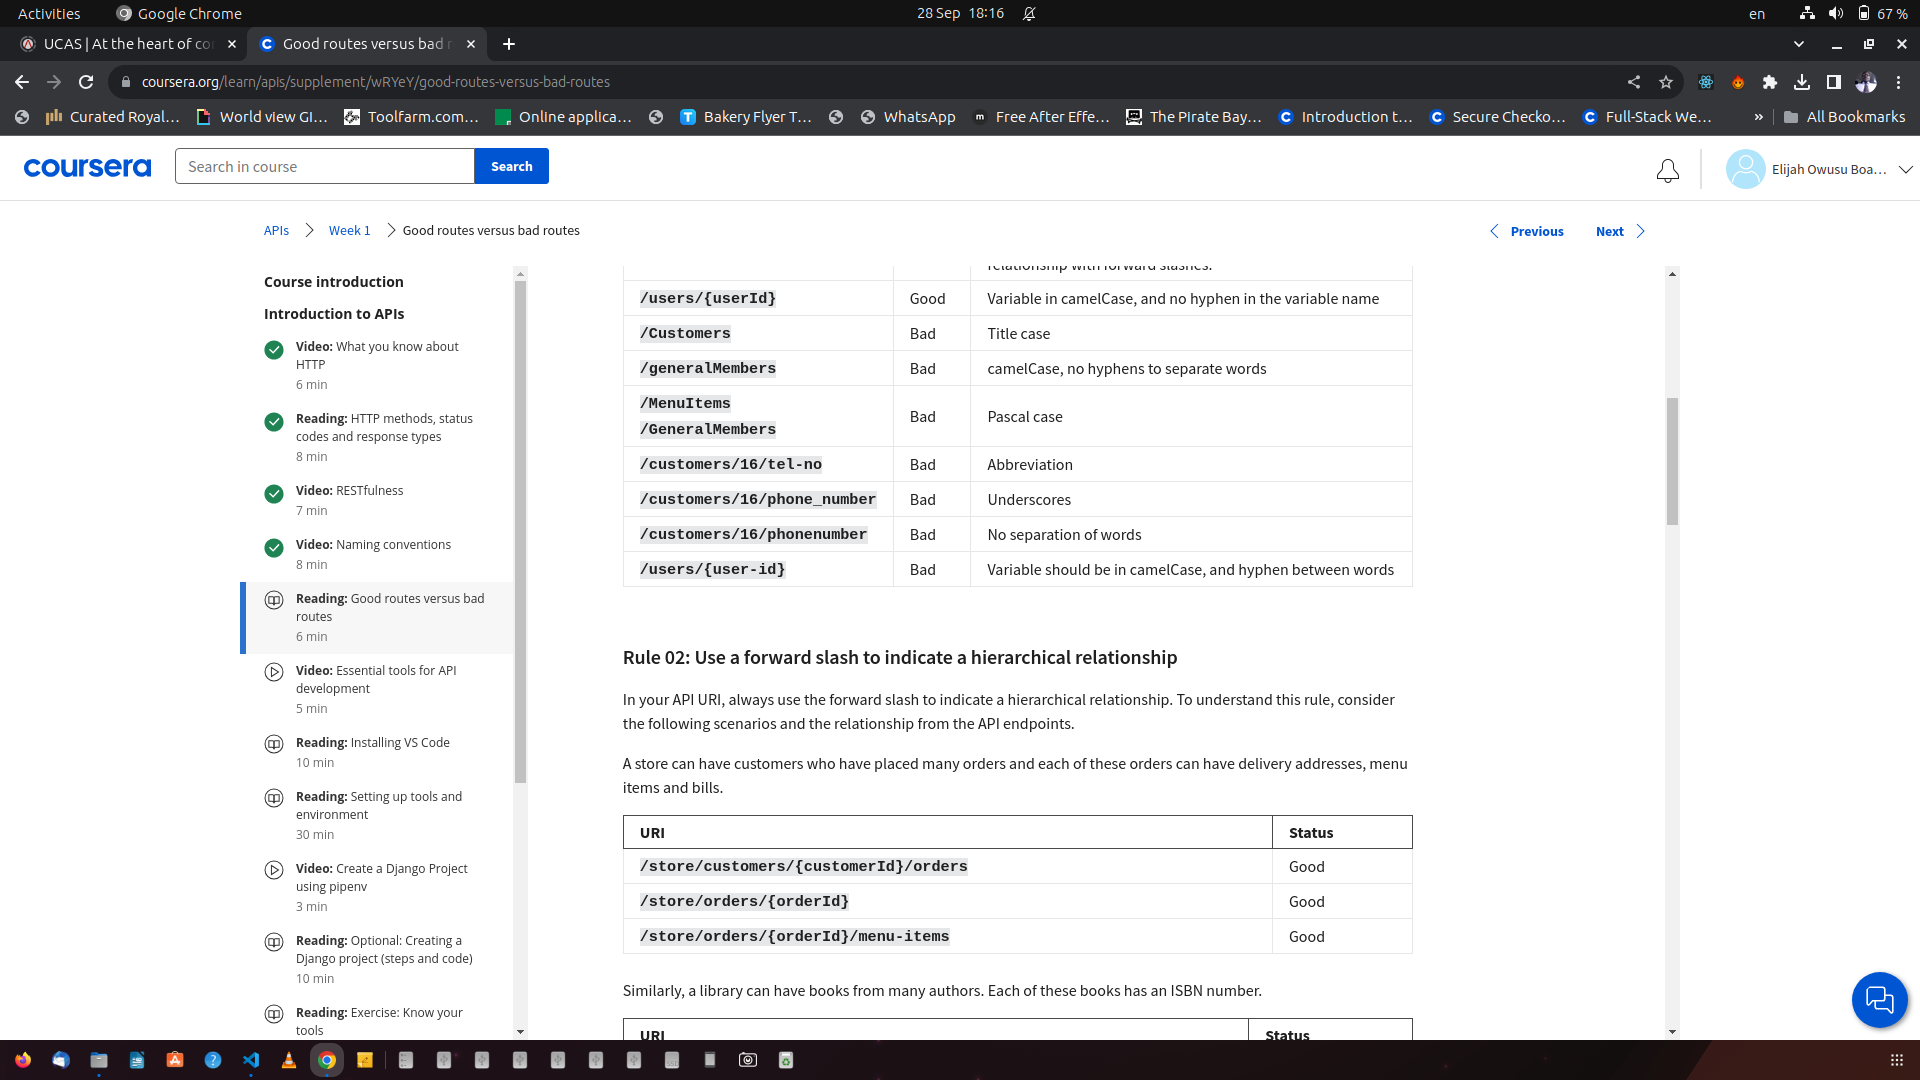 Activities
Google Chrome
28 Sep 18:16
en
67 %
UCAS | At the heart of co
Good routes versus bad r
coursera.org/learn/apis/supplement/wRYeY/good-routes-versus-bad-routes
Curated Royal…
World view GI…
Toolfarm.com…
Online applica…
Bakery Flyer T…
WhatsApp
Free After Effe…
The Pirate Bay…
Introduction t…
Secure Checko…
Full-Stack We…
»
All Bookmarks
coursera
Search in course
Search
Elijah Owusu Boa…
APIs
Week 1
Good routes versus bad routes
Previous
Next
Course introduction
Introduction to APIs
Video: What you know about
HTTP
6 min
Reading: HTTP methods, status
codes and response types
8 min
Video: RESTfulness
7 min
Video: Naming conventions
8 min
Reading: Good routes versus bad
routes
6 min
Video: Essential tools for API
development
5 min
Reading: Installing VS Code
10 min
Reading: Setting up tools and
environment
30 min
Video: Create a Django Project
using pipenv
3 min
Reading: Optional: Creating a
Django project (steps and code)
10 min
Reading: Exercise: Know your
tools
relationship with forward slashes.
/users/{userId} Good Variable in camelCase, and no hyphen in the variable name
/Customers Bad Title case
/generalMembers Bad camelCase, no hyphens to separate words
/MenuItems
/GeneralMembers Bad Pascal case
/customers/16/tel-no Bad Abbreviation
/customers/16/phone_number Bad Underscores
/customers/16/phonenumber Bad No separation of words
/users/{user-id} Bad Variable should be in camelCase, and hyphen between words
Rule 02: Use a forward slash to indicate a hierarchical relationship
In your API URI, always use the forward slash to indicate a hierarchical relationship. To understand this rule, consider
the following scenarios and the relationship from the API endpoints.
A store can have customers who have placed many orders and each of these orders can have delivery addresses, menu
items and bills.
URI Status
/store/customers/{customerId}/orders Good
/store/orders/{orderId} Good
/store/orders/{orderId}/menu-items Good
Similarly, a library can have books from many authors. Each of these books has an ISBN number.
URI Status